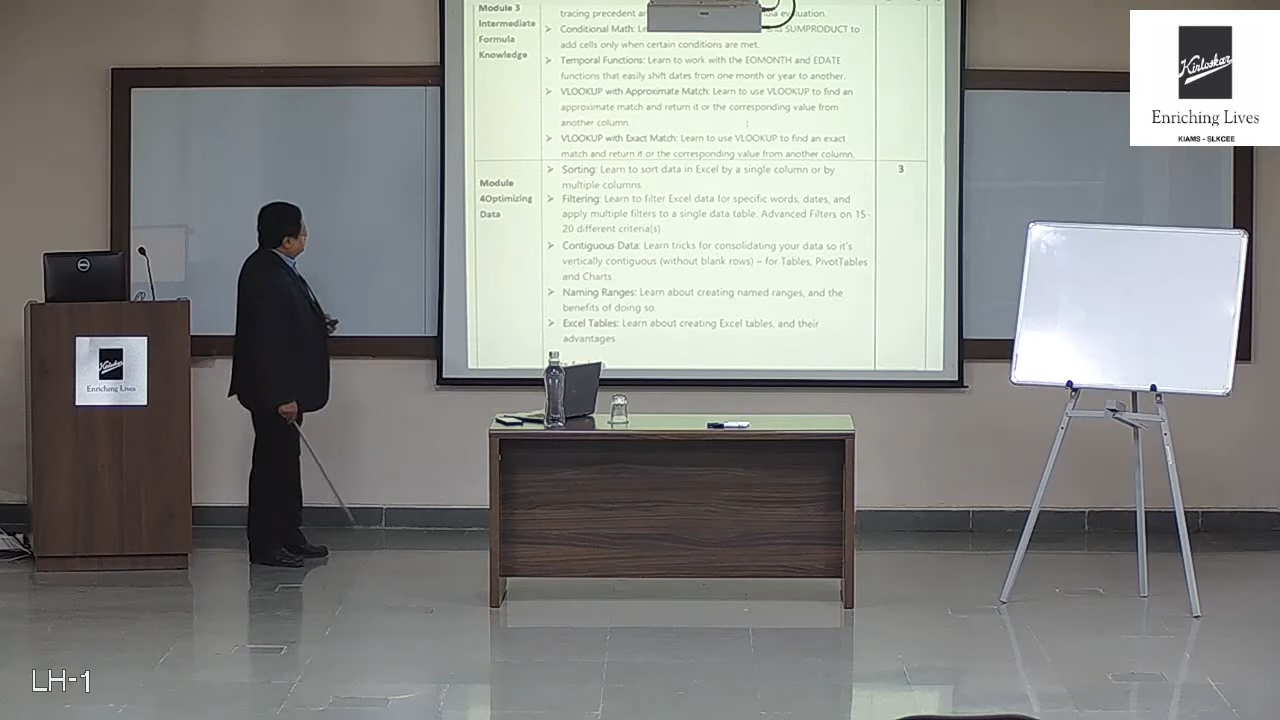 Module 3
Intermediate
Formula
Knowledge
tracing precedent
evaluation.
➤ Conditional Math:
and SUMPRODUCT to
add cells only when certain conditions are met.
➤ Temporal Functions: Learn to work with the EOMONTH and EDATE
functions that easily shift dates from one month or year to another.
➤ VLOOKUP with Approximate Match: Learn to use VLOOKUP to find an
approximate match and return it or the corresponding value from
another column.
➤ VLOOKUP with Exact Match: Learn to use VLOOKUP to find an exact
match and return it or the corresponding value from another column.
Module
4Optimizing
Data
➤ Sorting: Learn to sort data in Excel by a single column or by
multiple columns
➤ Filtering: Learn to filter Excel data for specific words, dates, and
apply multiple filters to a single data table. Advanced Filters on 15-
20 different criteria(s)
➤ Contiguous Data: Learn tricks for consolidating your data so it's
vertically contiguous (without blank rows) – for Tables, PivotTables
and Charts
➤ Naming Ranges: Learn about creating named ranges, and the
benefits of doing so.
➤ Excel Tables: Learn about creating Excel tables, and their
advantages.
3
Kirloskar
Enriching Lives
KIAMS - SLKCEE
DELL
Kirloskar
Enriching Lives
LH-1